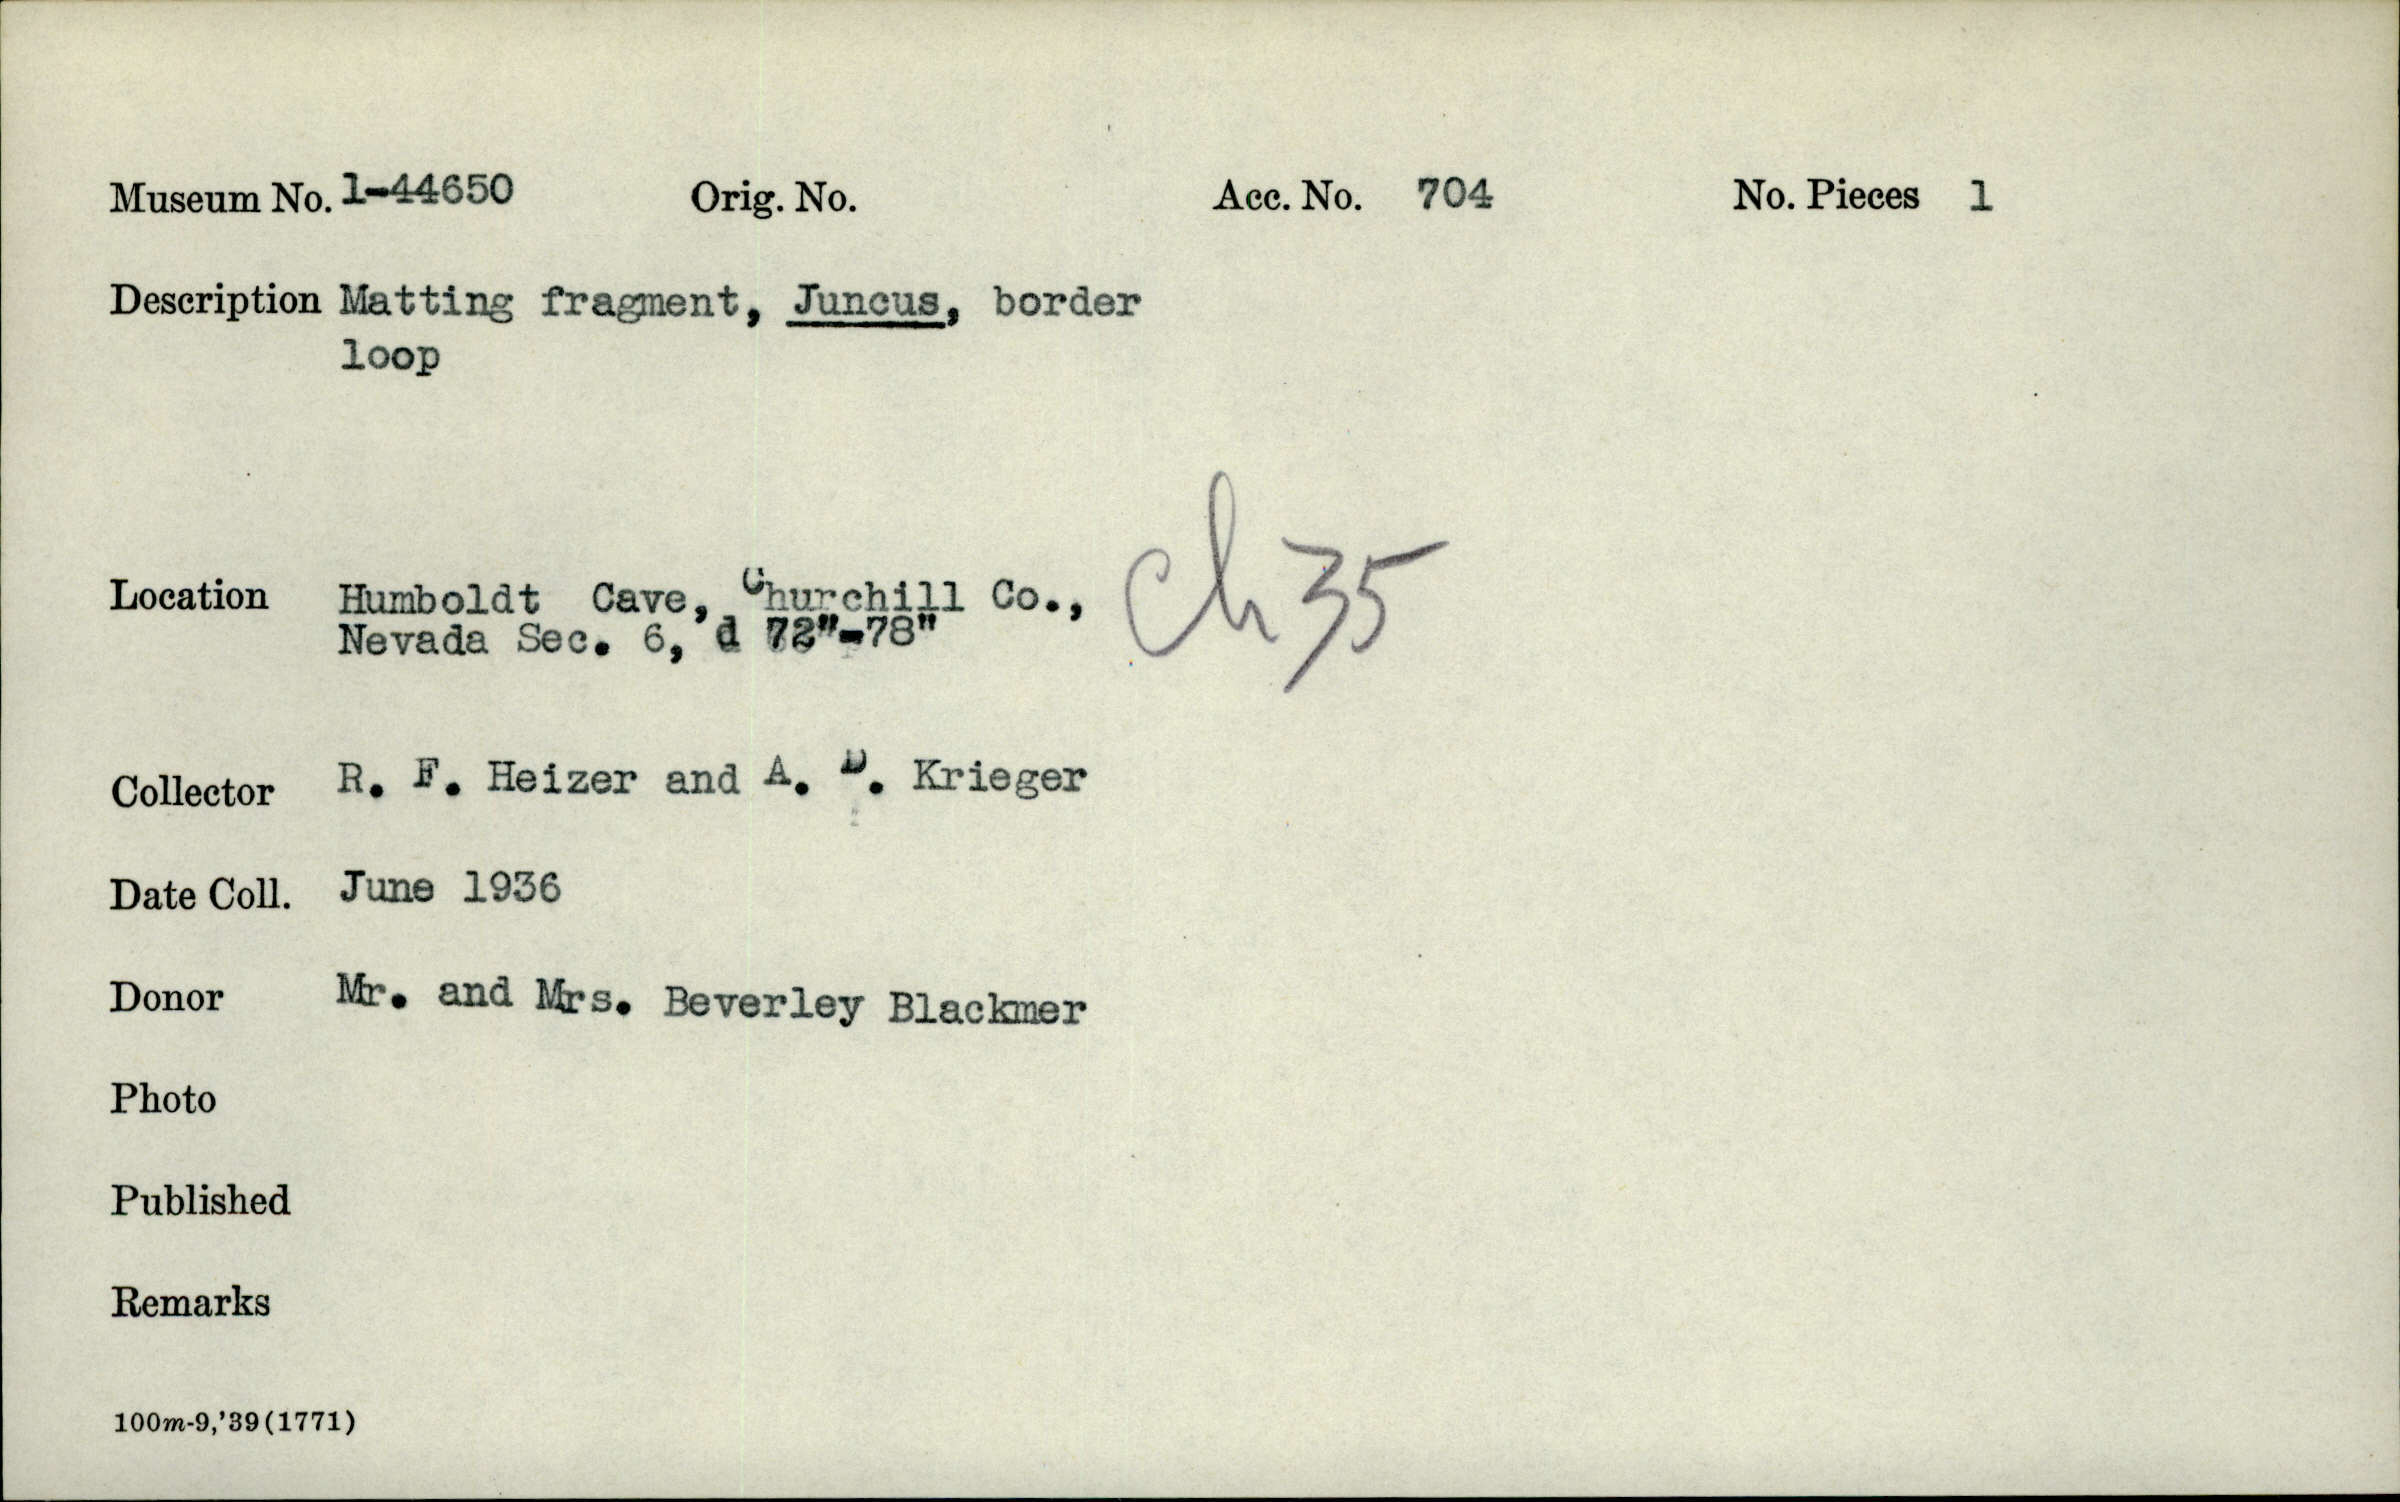 Museum No. 1-44650 Orig. No. Acc. No. 704 No. Pieces 1
Description Matting fragment, Juncus, border
loop
Location Humboldt Cave, Churchill Co.,
Nevada Sec. 6, d 72"-78"
Ch 35
Collector R. F. Heizer and A. D. Krieger
Date Coll. June 1936
Donor Mr. and Mrs. Beverley Blackmer
Photo
Published
Remarks
100m-9,'39(1771)